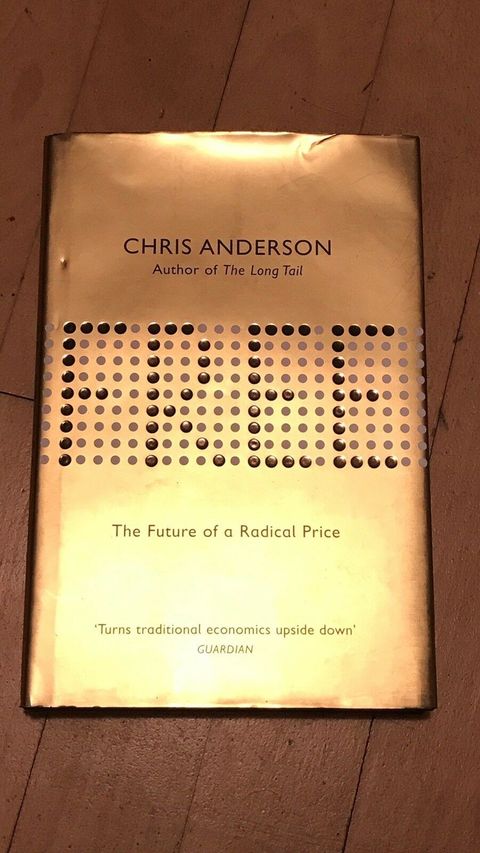 CHRIS ANDERSON
Author of The Long Tail
FREE
The Future of a Radical Price
'Turns traditional economics upside down'
GUARDIAN